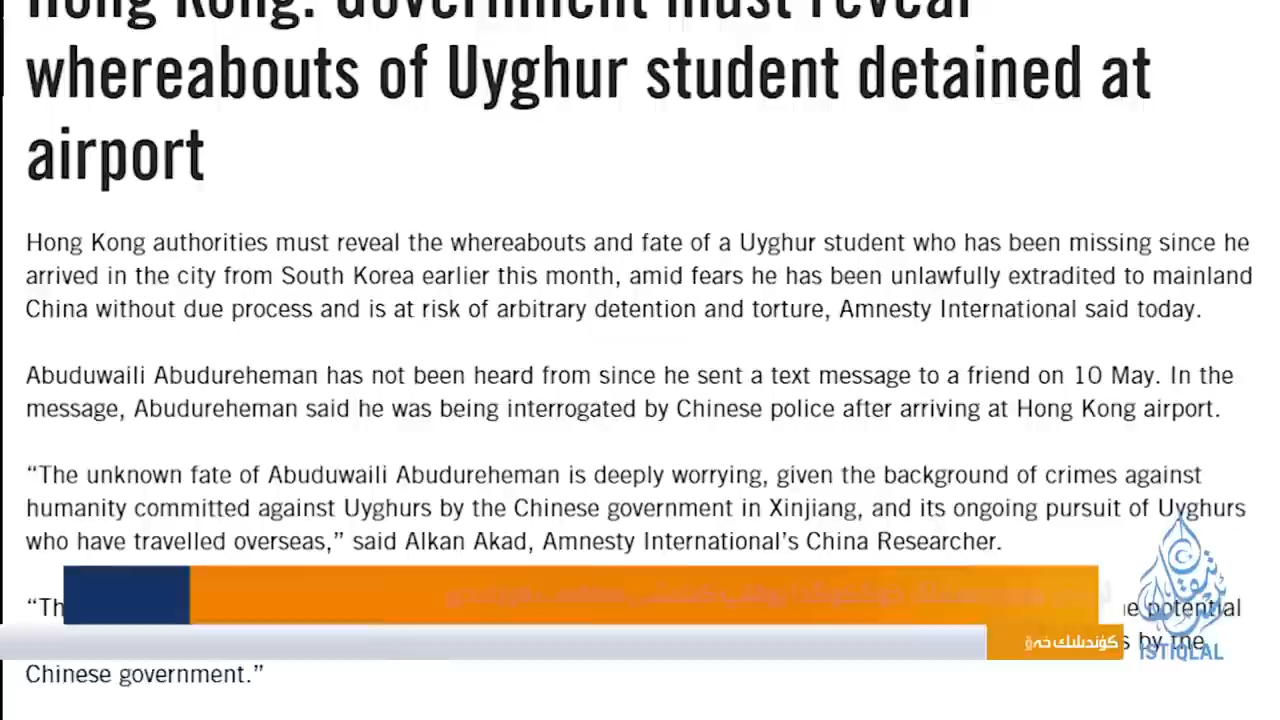 Hong Kong: Government must reveal
whereabouts of Uyghur student detained at
airport
Hong Kong authorities must reveal the whereabouts and fate of a Uyghur student who has been missing since he
arrived in the city from South Korea earlier this month, amid fears he has been unlawfully extradited to mainland
China without due process and is at risk of arbitrary detention and torture, Amnesty International said today.
Abuduwaili Abudureheman has not been heard from since he sent a text message to a friend on 10 May. In the
message, Abudureheman said he was being interrogated by Chinese police after arriving at Hong Kong airport.
“The unknown fate of Abuduwaili Abudureheman is deeply worrying, given the background of crimes against
humanity committed against Uyghurs by the Chinese government in Xinjiang, and its ongoing pursuit of Uyghurs
who have travelled overseas,” said Alkan Akad, Amnesty International’s China Researcher.
potential
by the
Chinese government.”
كۈندىلىك
ISTIQLAL